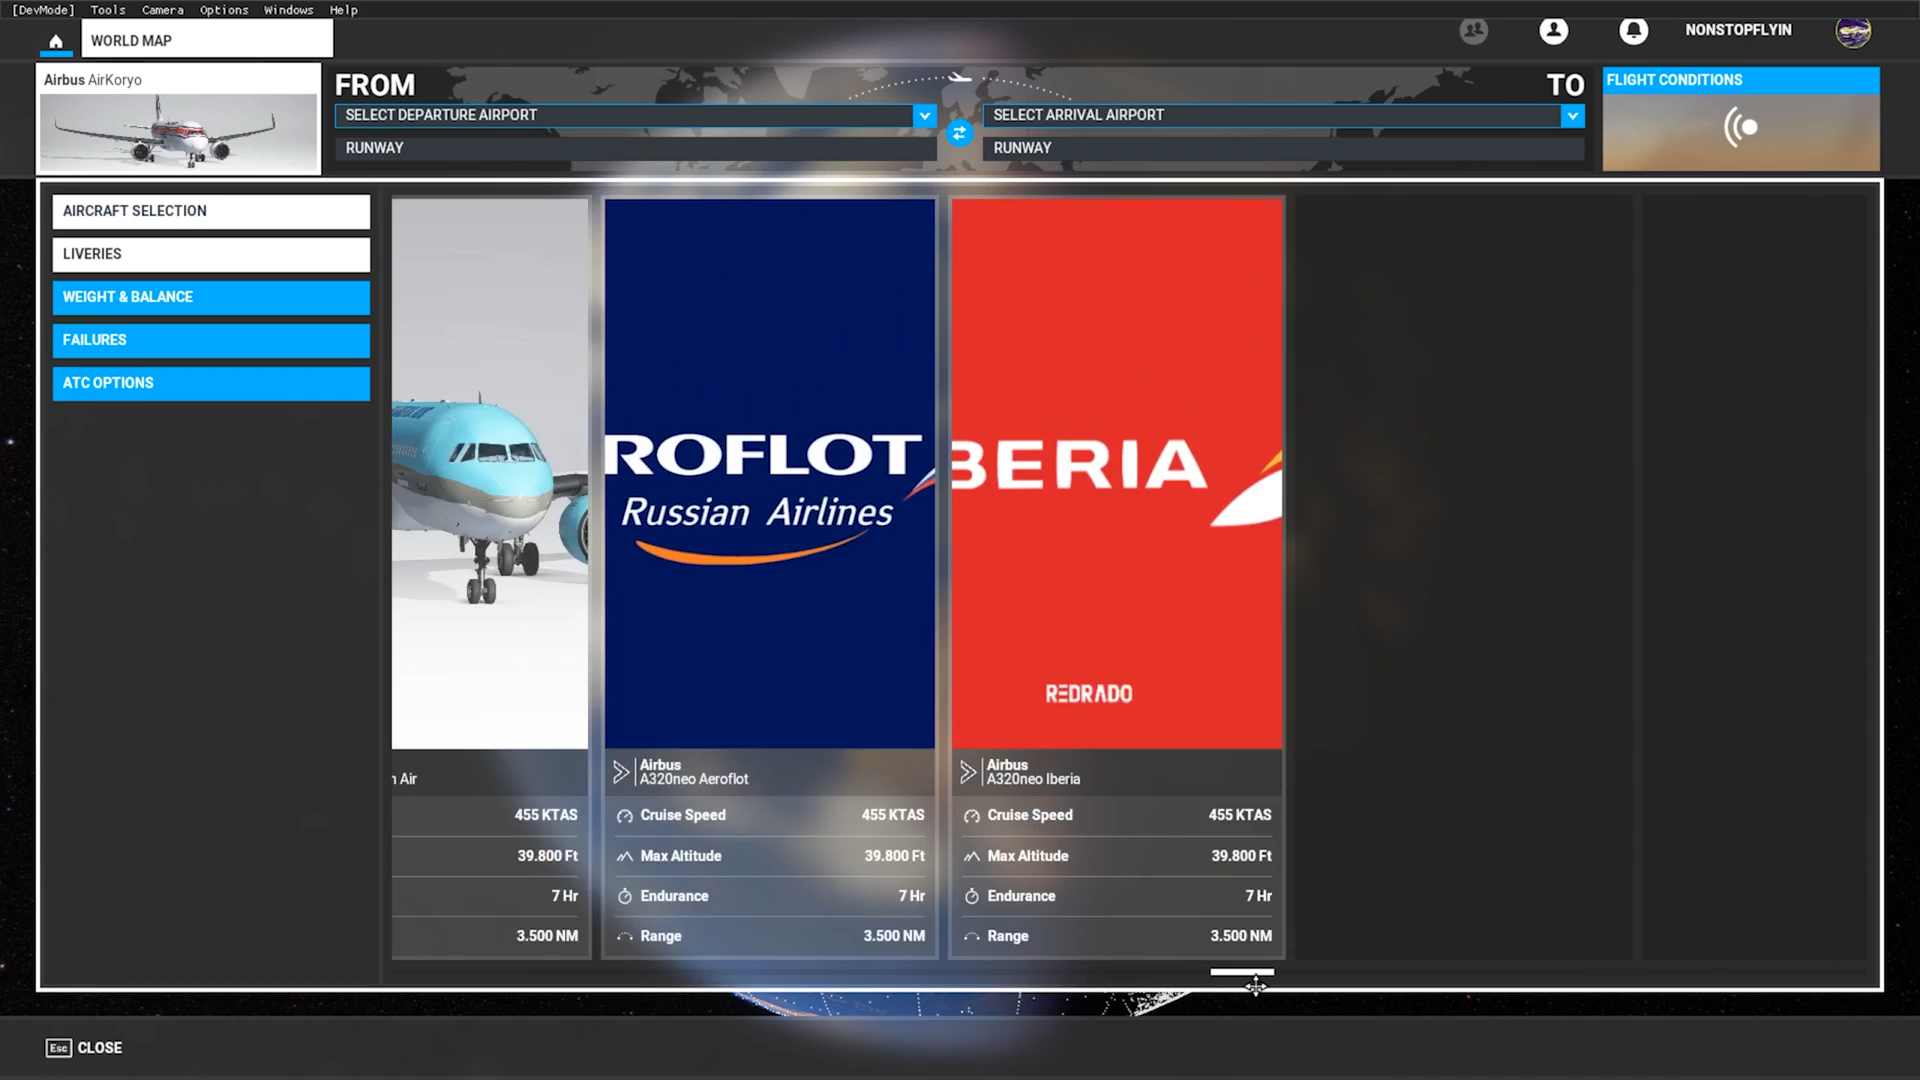 [DevMode] Tools Camera Options Windows Help
WORLD MAP
NONSTOPFLYIN
Airbus AirKoryo
FROM
TO
SELECT DEPARTURE AIRPORT
SELECT ARRIVAL AIRPORT
RUNWAY
RUNWAY
FLIGHT CONDITIONS
AIRCRAFT SELECTION
LIVERIES
WEIGHT & BALANCE
FAILURES
ATC OPTIONS
n Air
455 KTAS
39.800 Ft
7 Hr
3.500 NM
ROFLOT
Russian Airlines
Airbus
A320neo Aeroflot
Cruise Speed 455 KTAS
Max Altitude 39.800 Ft
Endurance 7 Hr
Range 3.500 NM
BERIA
REDRADO
Airbus
A320neo Iberia
Cruise Speed 455 KTAS
Max Altitude 39.800 Ft
Endurance 7 Hr
Range 3.500 NM
Esc CLOSE